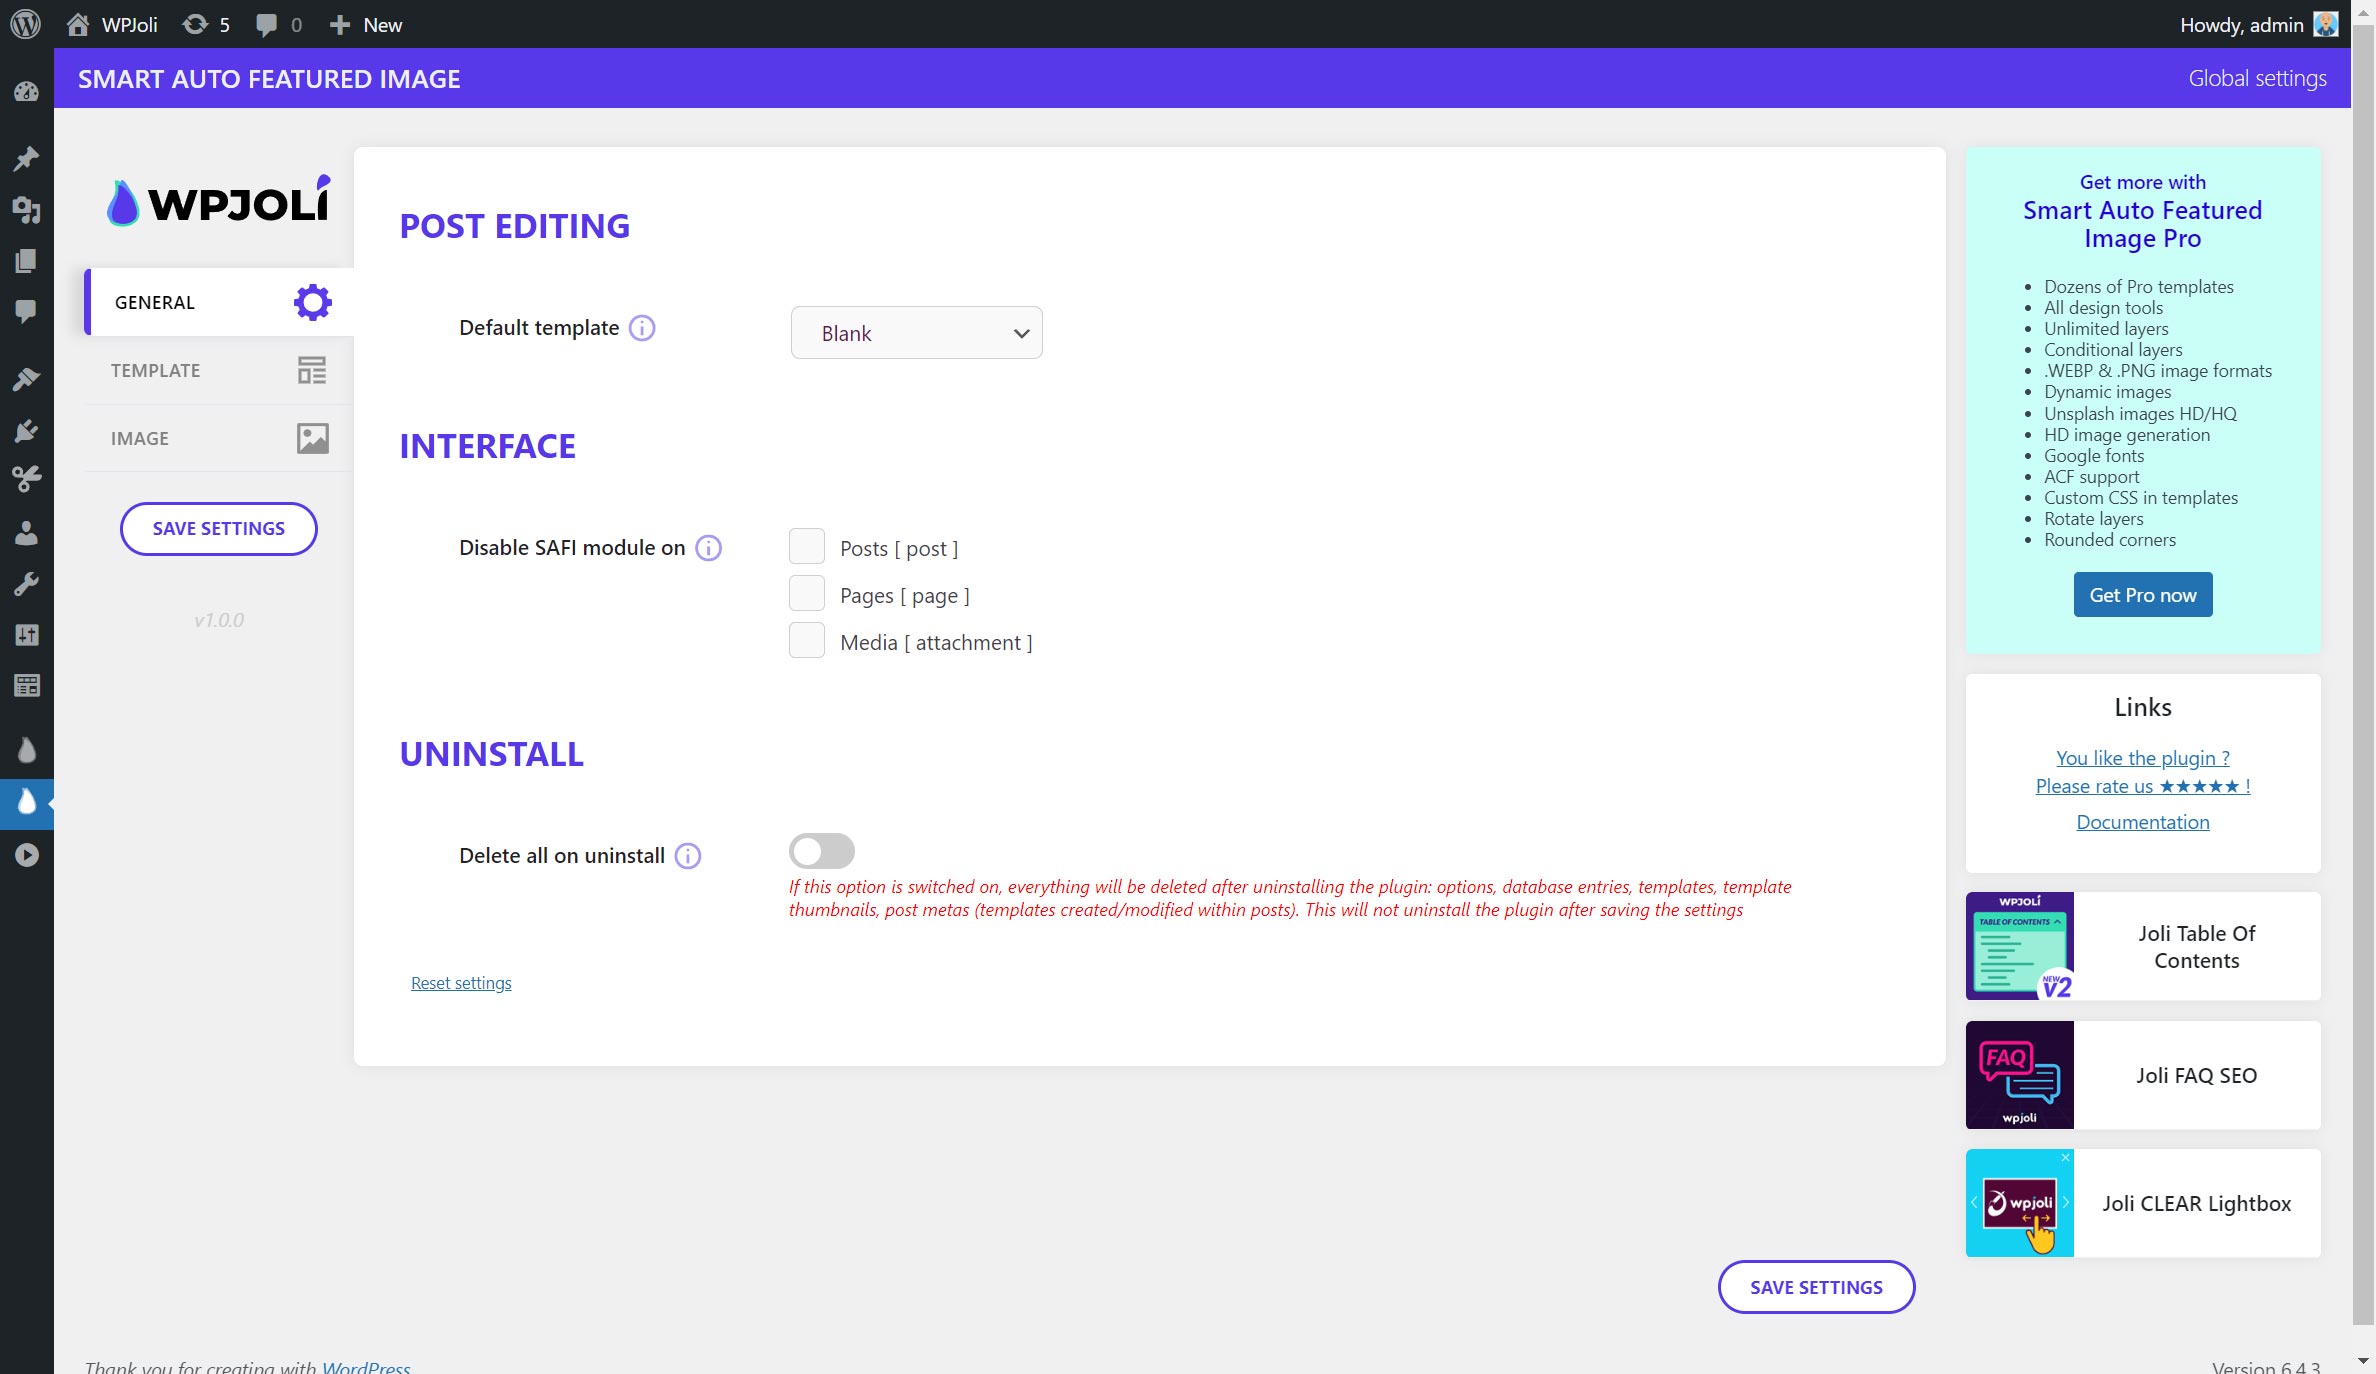 WPJoli
5
0
New
Howdy, admin
SMART AUTO FEATURED IMAGE
Global settings
WPJOLI
GENERAL
TEMPLATE
IMAGE
SAVE SETTINGS
v1.0.0
POST EDITING
Default template
Blank
INTERFACE
Disable SAFI module on
Posts [ post ]
Pages [ page ]
Media [ attachment ]
UNINSTALL
Delete all on uninstall
If this option is switched on, everything will be deleted after uninstalling the plugin: options, database entries, templates, template
thumbnails, post metas (templates created/modified within posts). This will not uninstall the plugin after saving the settings
Reset settings
SAVE SETTINGS
Get more with
Smart Auto Featured
Image Pro
Dozens of Pro templates
All design tools
Unlimited layers
Conditional layers
.WEBP & .PNG image formats
Dynamic images
Unsplash images HD/HQ
HD image generation
Google fonts
ACF support
Custom CSS in templates
Rotate layers
Rounded corners
Get Pro now
Links
You like the plugin ?
Please rate us ★★★★★ !
Documentation
WPJOLI
TABLE OF CONTENTS
NEW
V2
Joli Table Of
Contents
FAQ
wpjoli
Joli FAQ SEO
wpjoli
Joli CLEAR Lightbox
Thank you for creating with WordPress
Version 6.4.3